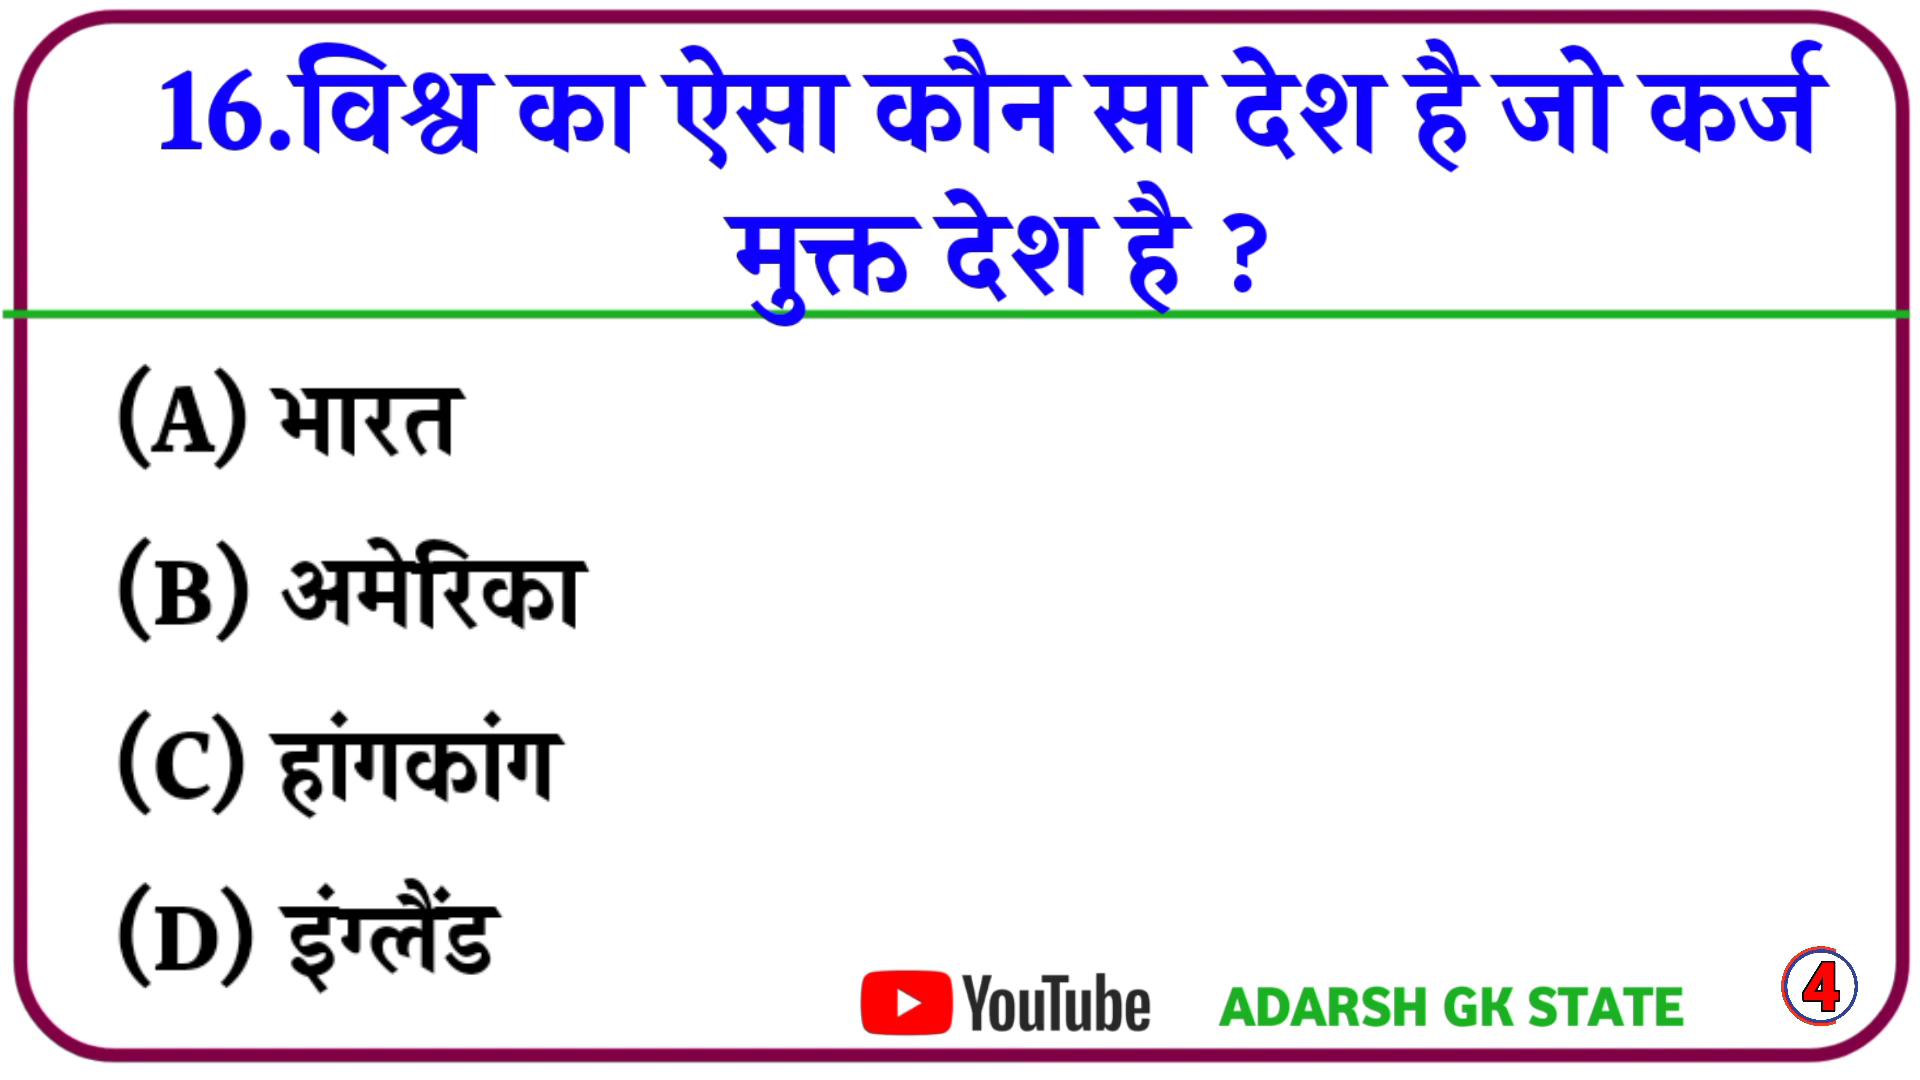 16.विश्व का ऐसा कौन सा देश है जो कर्ज
मुक्त देश है ?
(A) भारत
(B) अमेरिका
(C) हांगकांग
(D) इंग्लैंड
YouTube ADARSH GK STATE 4